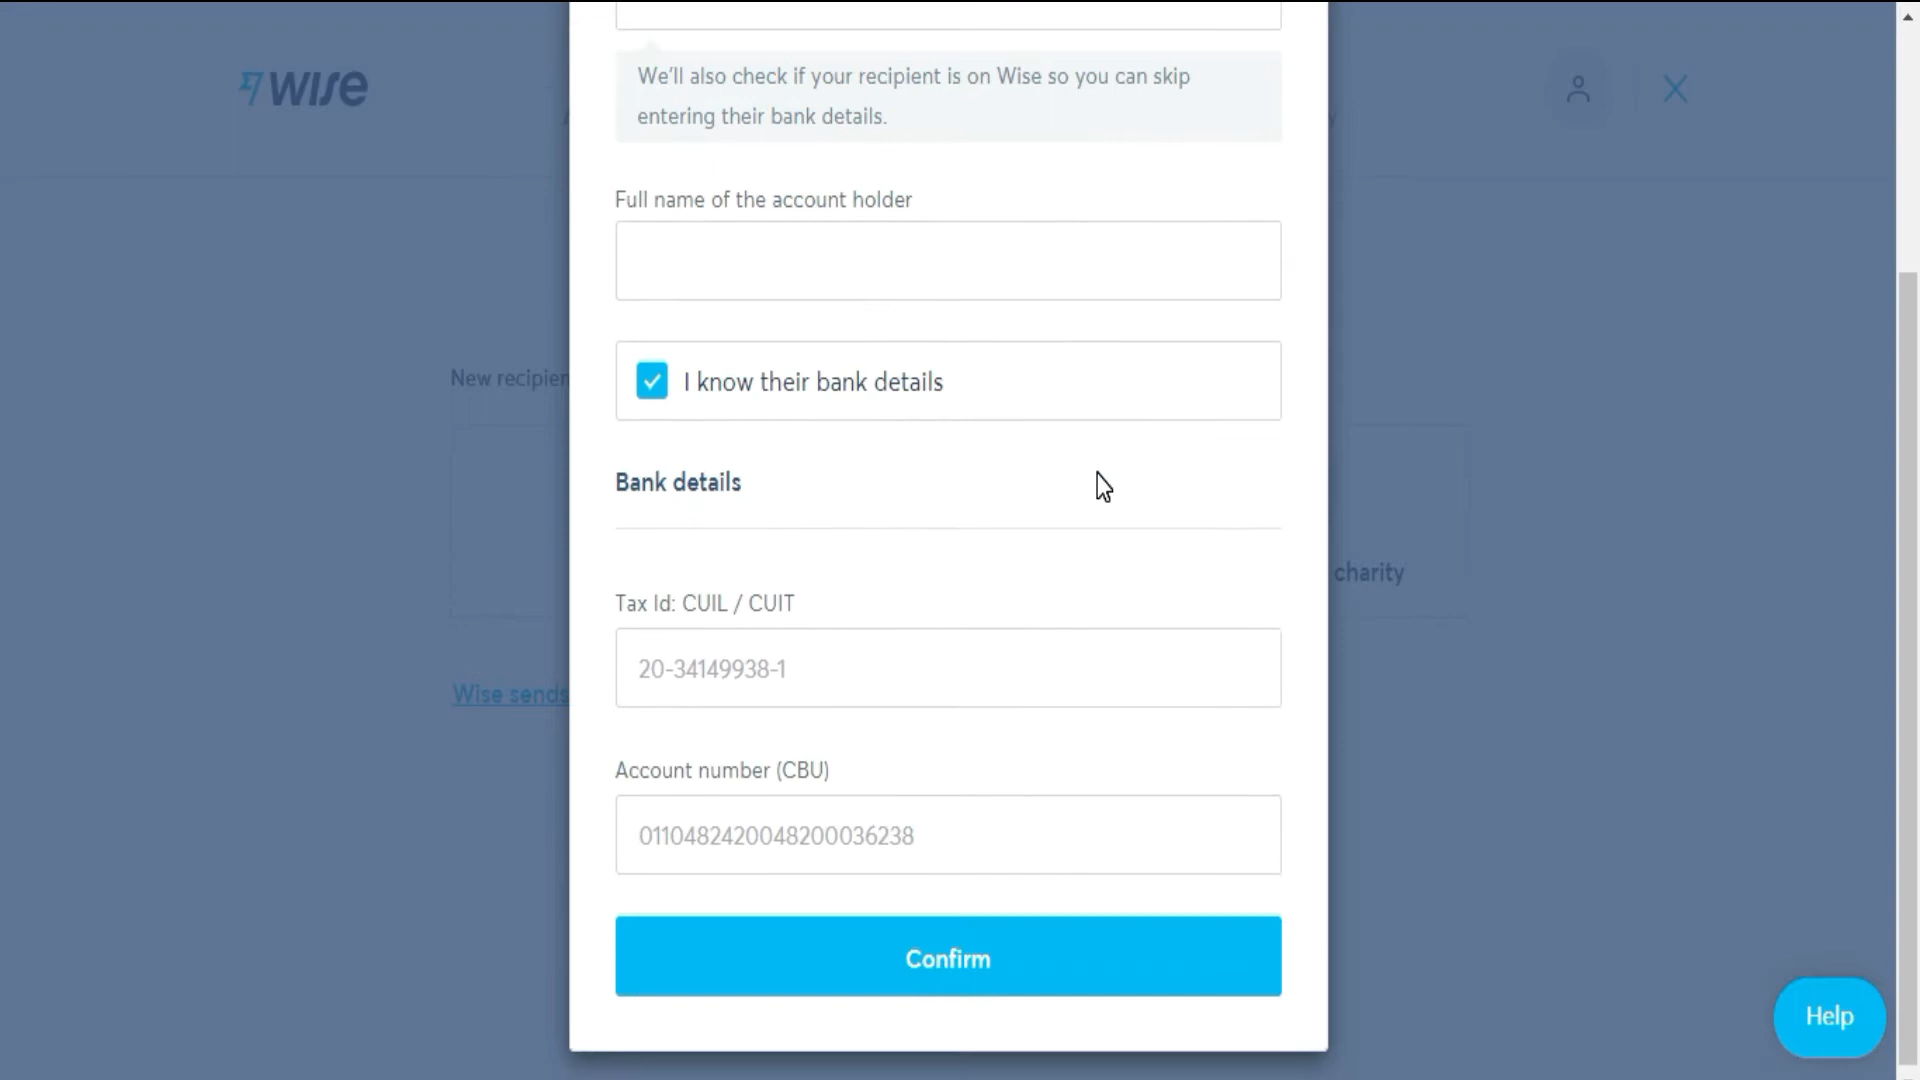 WISE
We'll also check if your recipient is on Wise so you can skip
entering their bank details.
Full name of the account holder
New recipien
I know their bank details
Bank details
charity
Tax Id: CUIL / CUIT
20-34149938-1
Wise sends
Account number (CBU)
0110482420048200036238
Confirm
Help